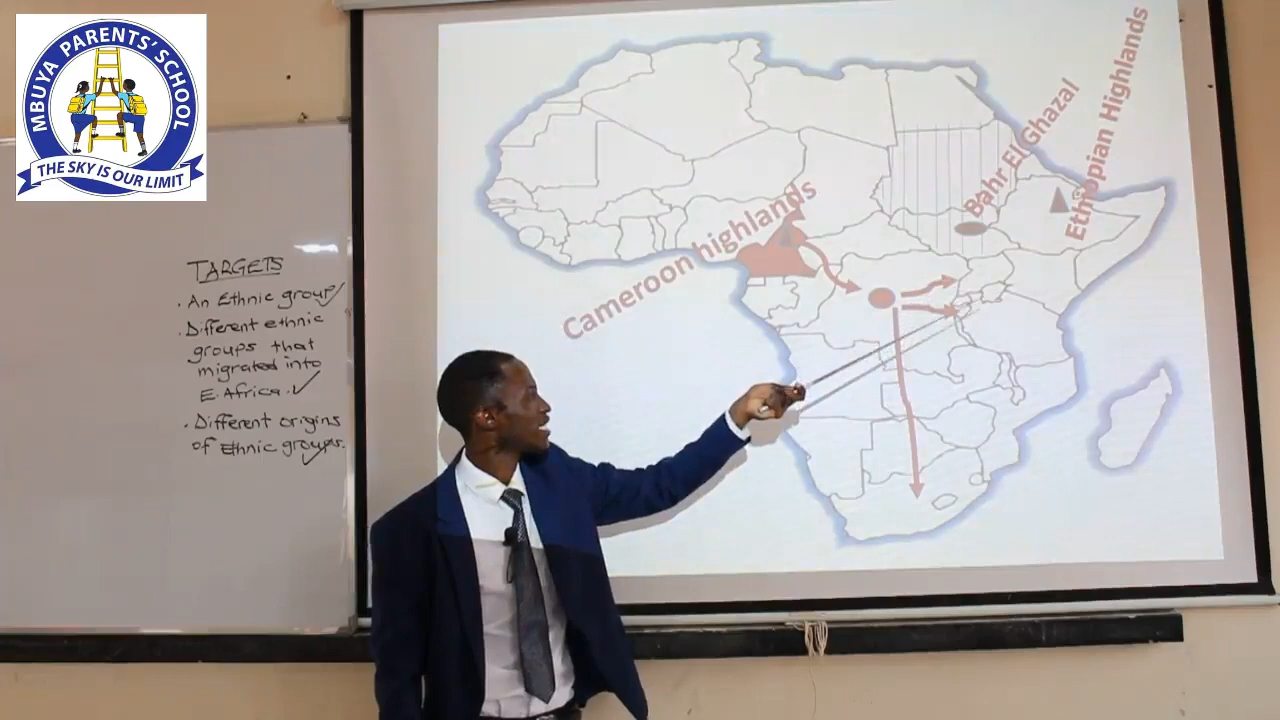 MBUYA PARENTS' SCHOOL
THE SKY IS OUR LIMIT
TARGETS
. An Ethnic group
. Different ethnic
groups that
migrated into
E. Africa.
. Different origins
of Ethnic groups.
Cameroon highlands
Bahr El Ghazal
Ethiopian Highlands